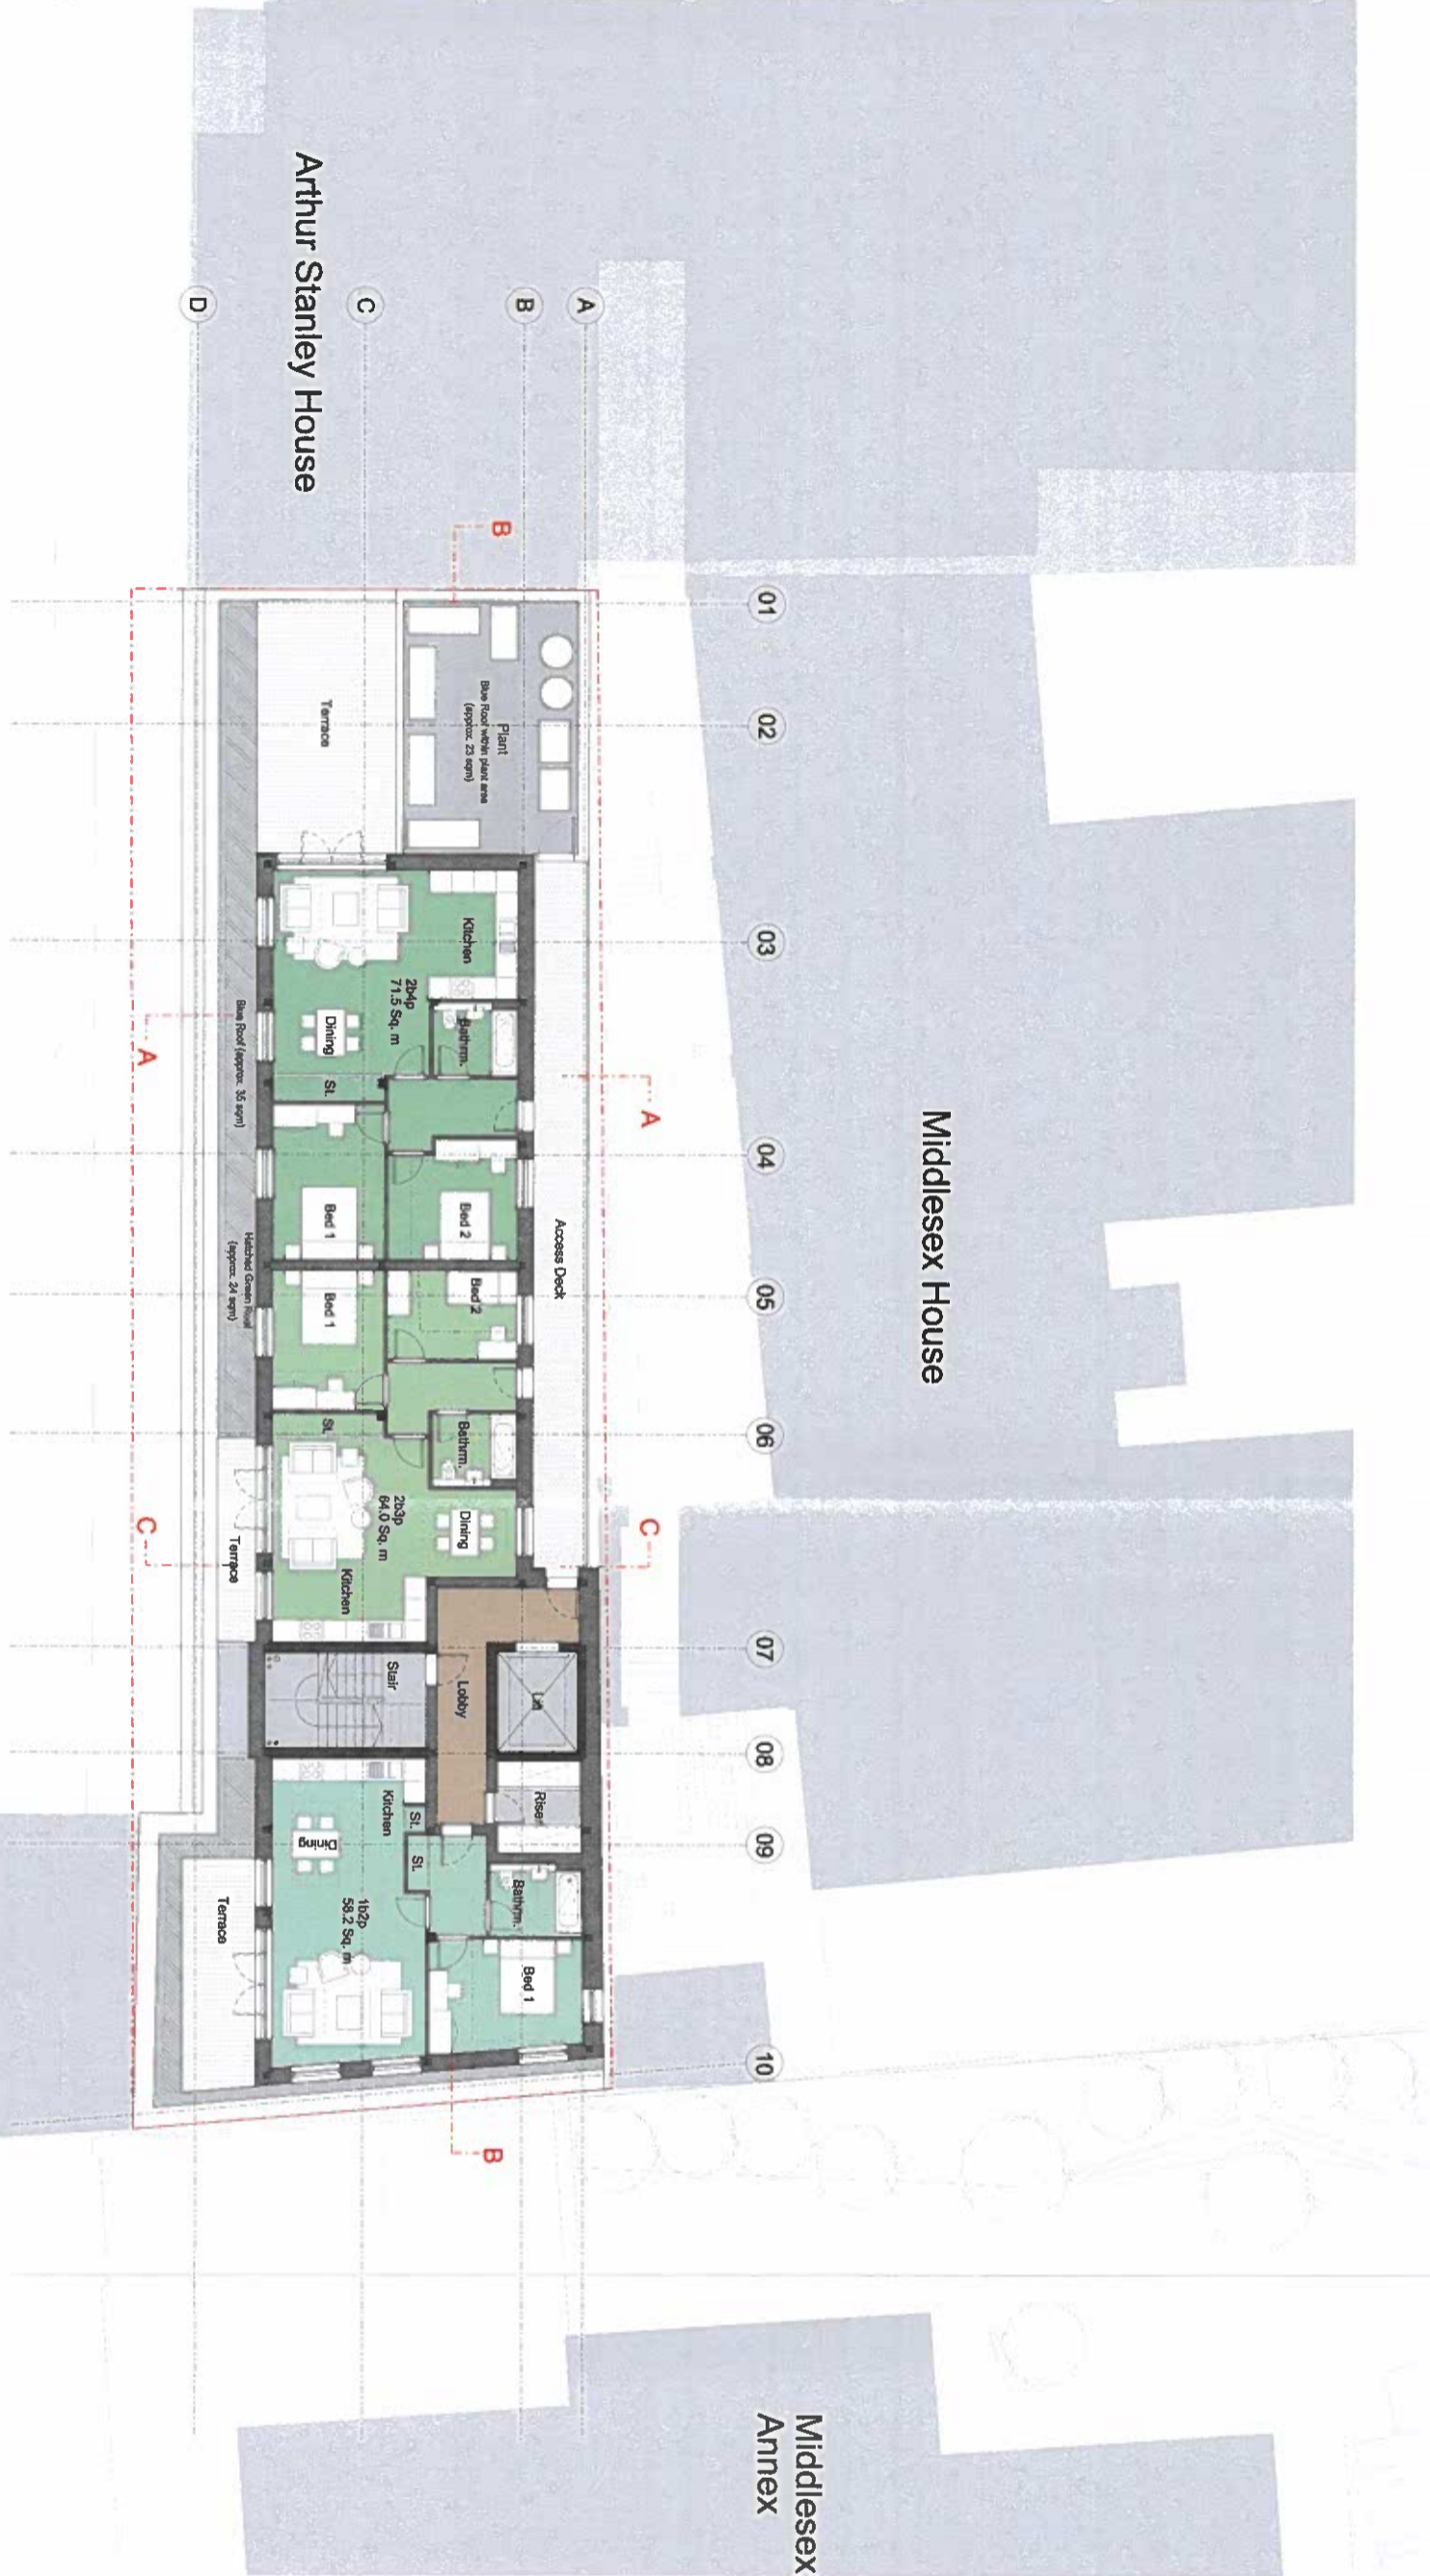 Arthur Stanley House
Middlesex House
Middlesex
Annex
A
B
C
D
01
02
03
04
05
06
07
08
09
10
B
A
C
A
C
B
Plant
Blue Roof within plant area
(approx. 23 sqm)
Terrace
Access Deck
Kitchen
2b4p
71.5 Sq. m
Bathrm.
Dining
St.
Bed 1
Bed 2
Blue Roof (approx. 35 sqm)
Hatched Green Roof
(approx. 24 sqm)
Bed 2
Bed 1
Bathrm.
St.
2b3p
64.0 Sq. m
Dining
Kitchen
Terrace
Lift
Lobby
Stair
Riser
Kitchen
St.
St.
Dining
Bathrm.
1b2p
58.2 Sq. m
Bed 1
Terrace